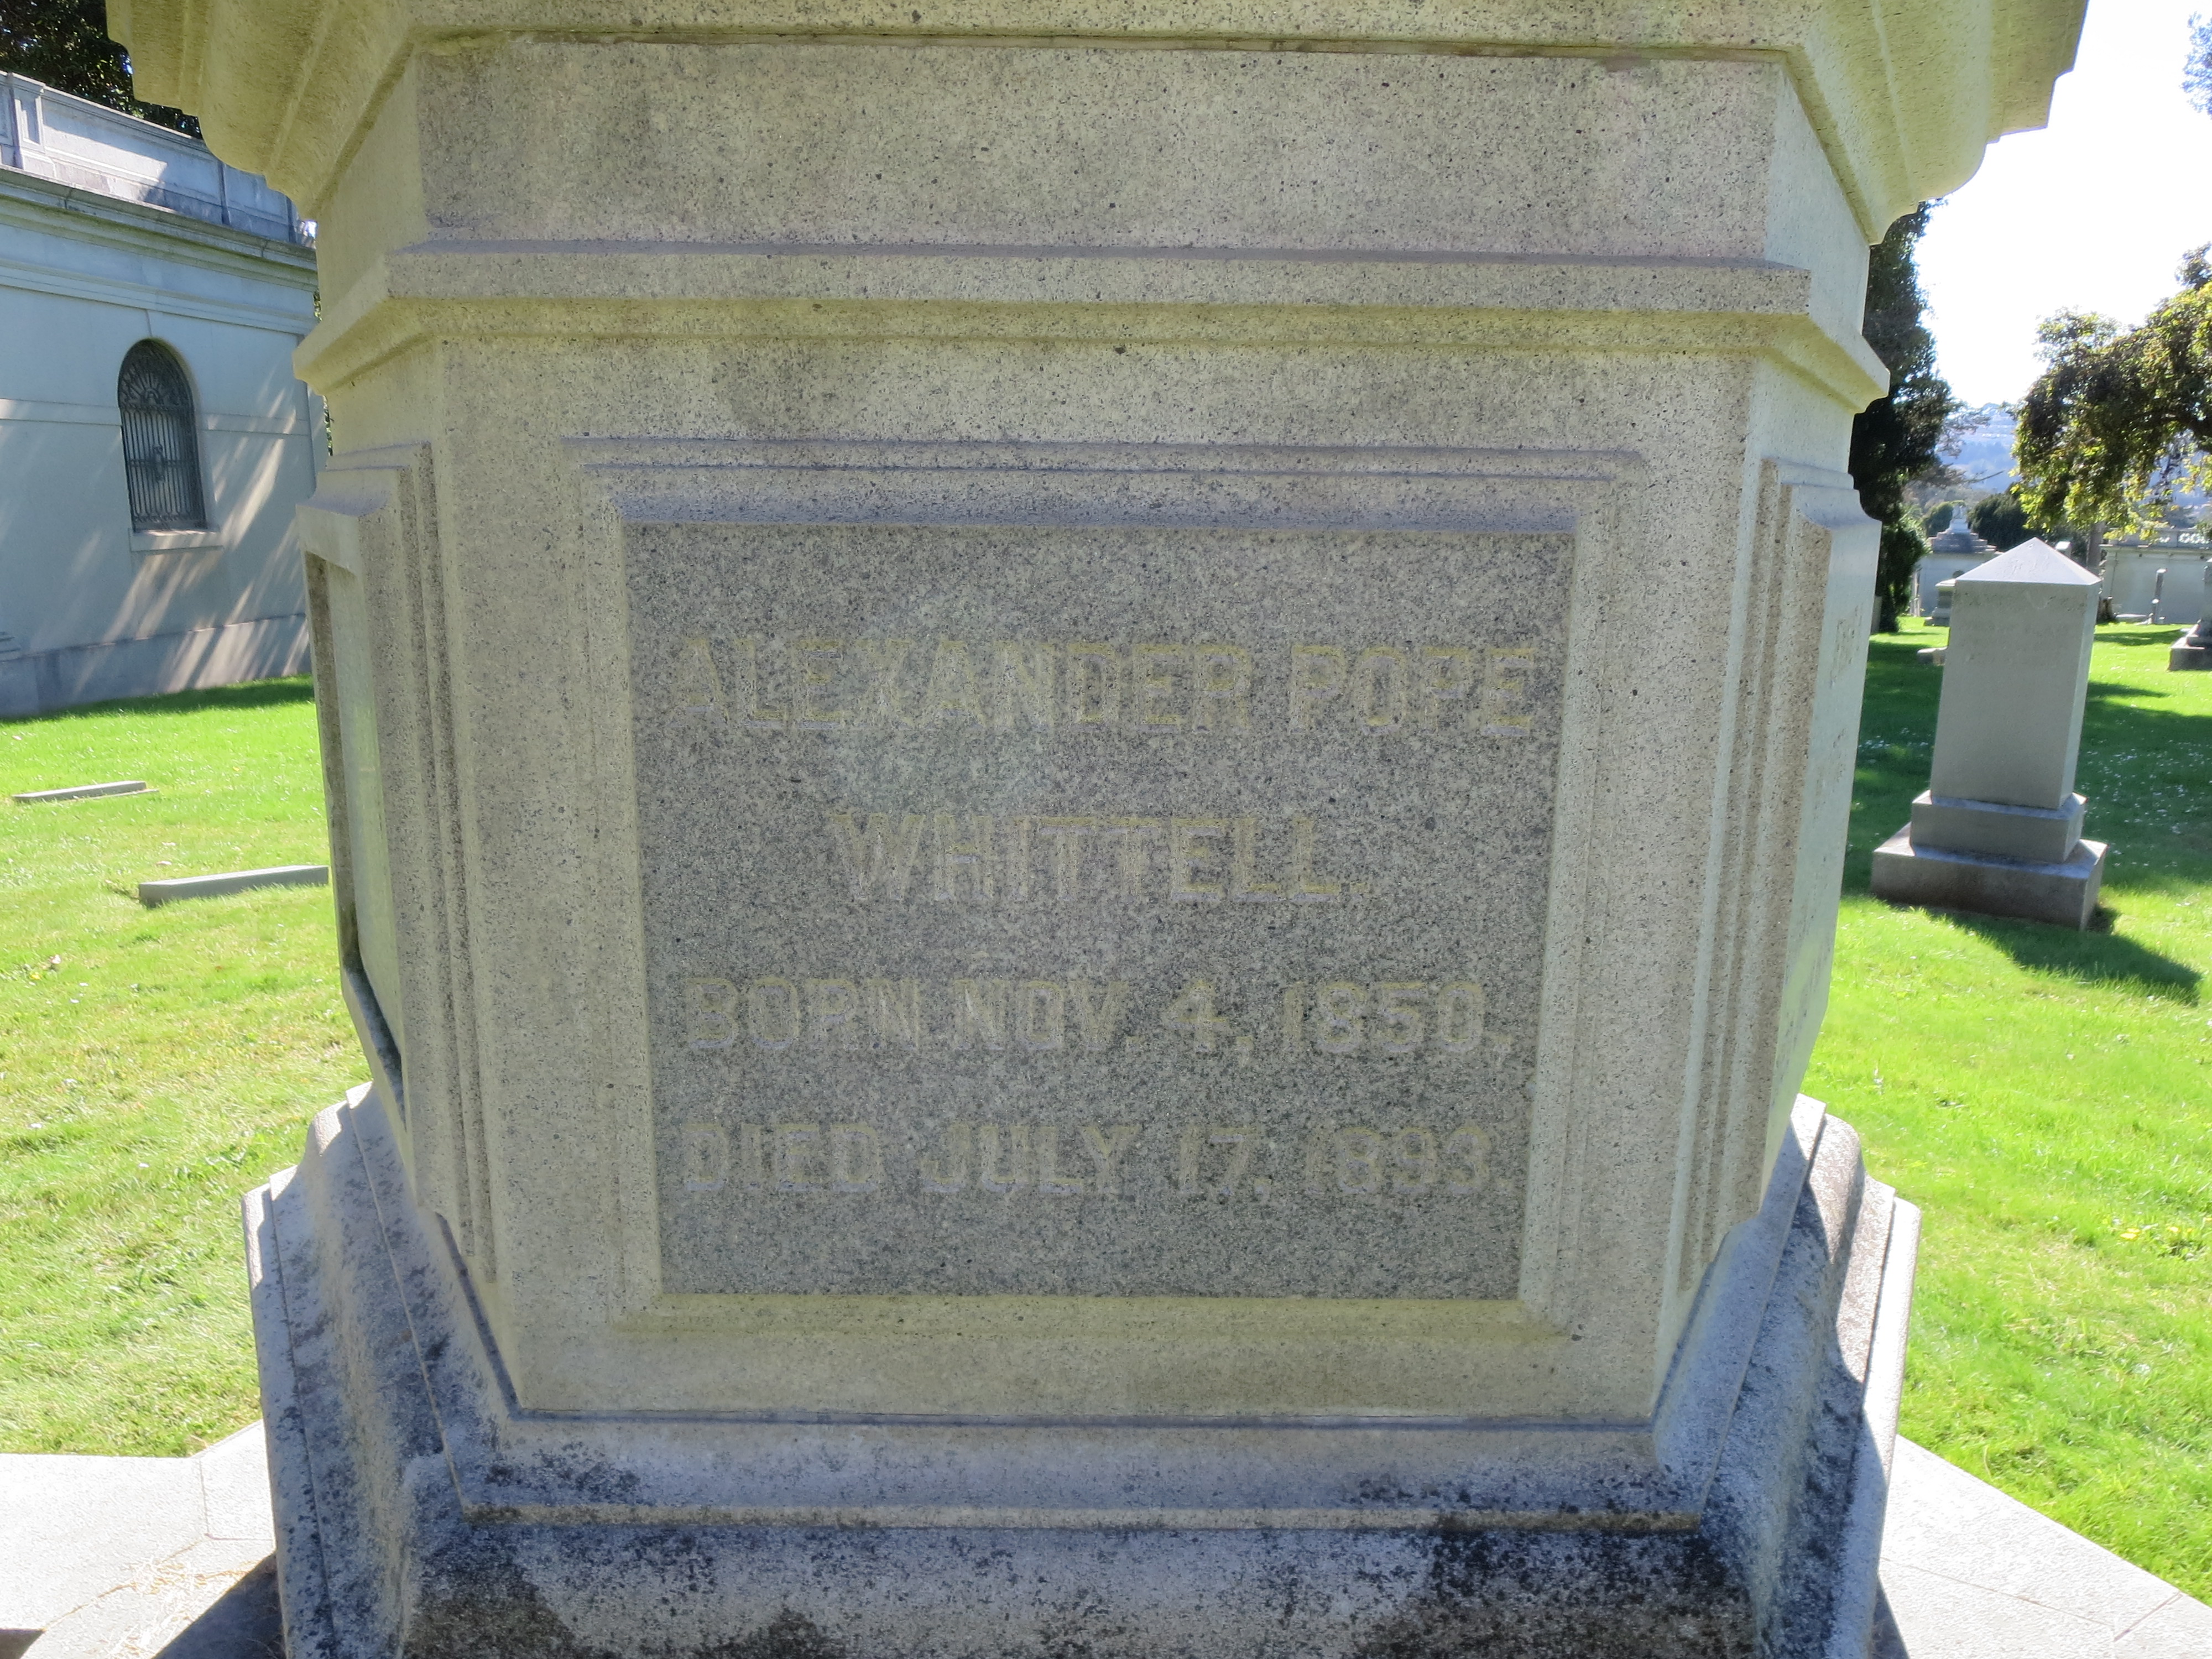 ALEXANDER POPE
WHITTELL.
BORN NOV. 4, 1850.
DIED JULY 17, 1893.